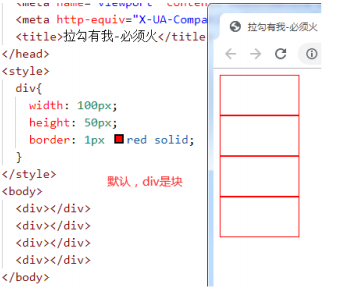 <meta name="viewport" conten
<meta http-equiv="X-UA-Compa
<title>拉勾有我-必须火</title
</head>
<style>
div{
width: 100px;
height: 50px;
border: 1px red solid;
}
</style>
<body>
<div></div>
<div></div>
<div></div>
<div></div>
</body>
默认，div是块
拉勾有我-必须火